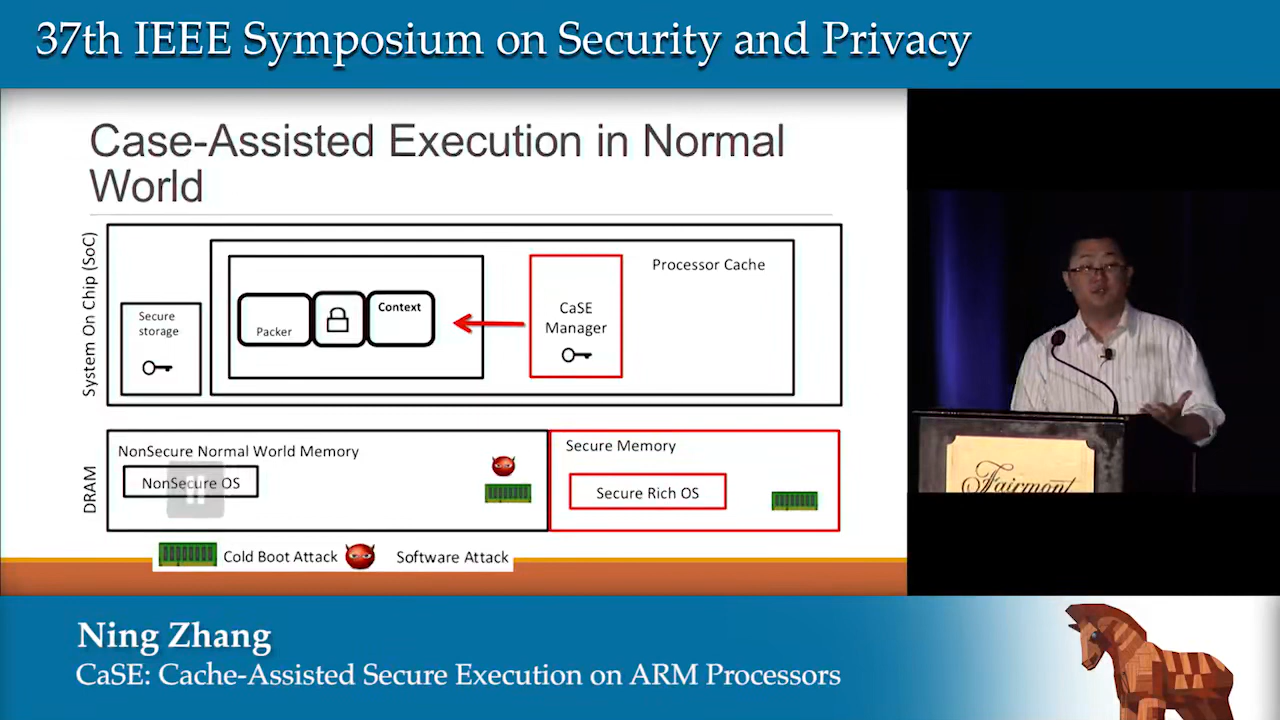 37th IEEE Symposium on Security and Privacy
Case-Assisted Execution in Normal
World
System On Chip (SoC)
Processor Cache
Secure
storage
Packer
Context
CaSE
Manager
DRAM
NonSecure Normal World Memory
NonSecure OS
Secure Memory
Secure Rich OS
Cold Boot Attack
Software Attack
Fairmont
Ning Zhang
CaSE: Cache-Assisted Secure Execution on ARM Processors